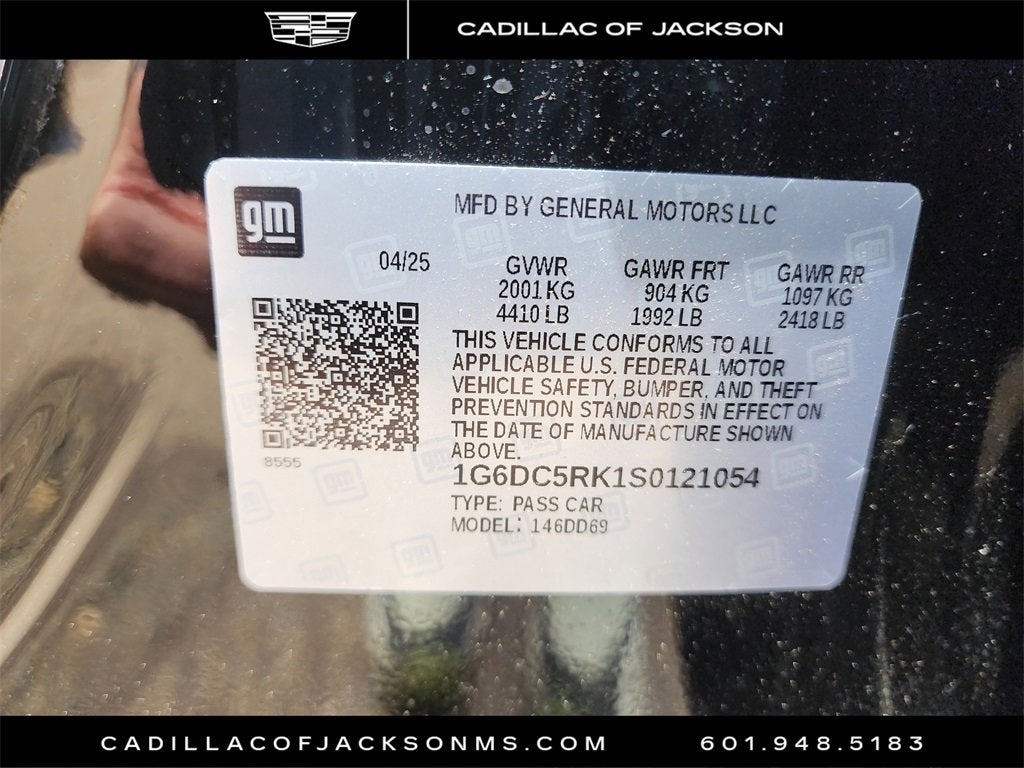 CADILLAC OF JACKSON
gm
MFD BY GENERAL MOTORS LLC
04/25
GVWR GAWR FRT GAWR RR
2001 KG 904 KG 1097 KG
4410 LB 1992 LB 2418 LB
THIS VEHICLE CONFORMS TO ALL
APPLICABLE U.S. FEDERAL MOTOR
VEHICLE SAFETY, BUMPER, AND THEFT
PREVENTION STANDARDS IN EFFECT ON
THE DATE OF MANUFACTURE SHOWN
ABOVE.
8555
1G6DC5RK1S0121054
TYPE: PASS CAR
MODEL: 146DD69
CADILLACOFJACKSONMS.COM 601.948.5183